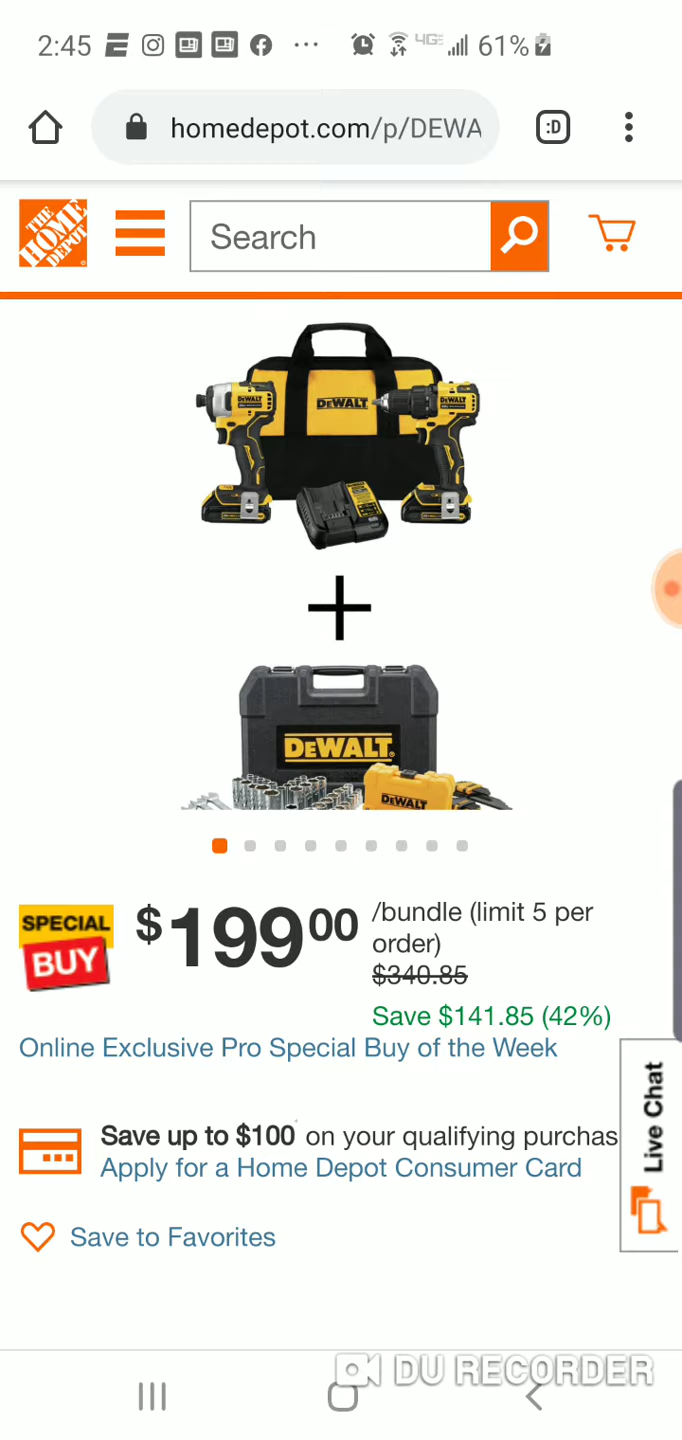 2:45 4GE 61%
homedepot.com/p/DEWA :D
THE HOME DEPOT Search
DEWALT
DEWALT DEWALT
DEWALT
DEWALT
SPECIAL BUY $199 00 /bundle (limit 5 per
order)
$340.85
Save $141.85 (42%)
Online Exclusive Pro Special Buy of the Week
Save up to $100 on your qualifying purchas
Apply for a Home Depot Consumer Card
Live Chat
Save to Favorites
DU RECORDER